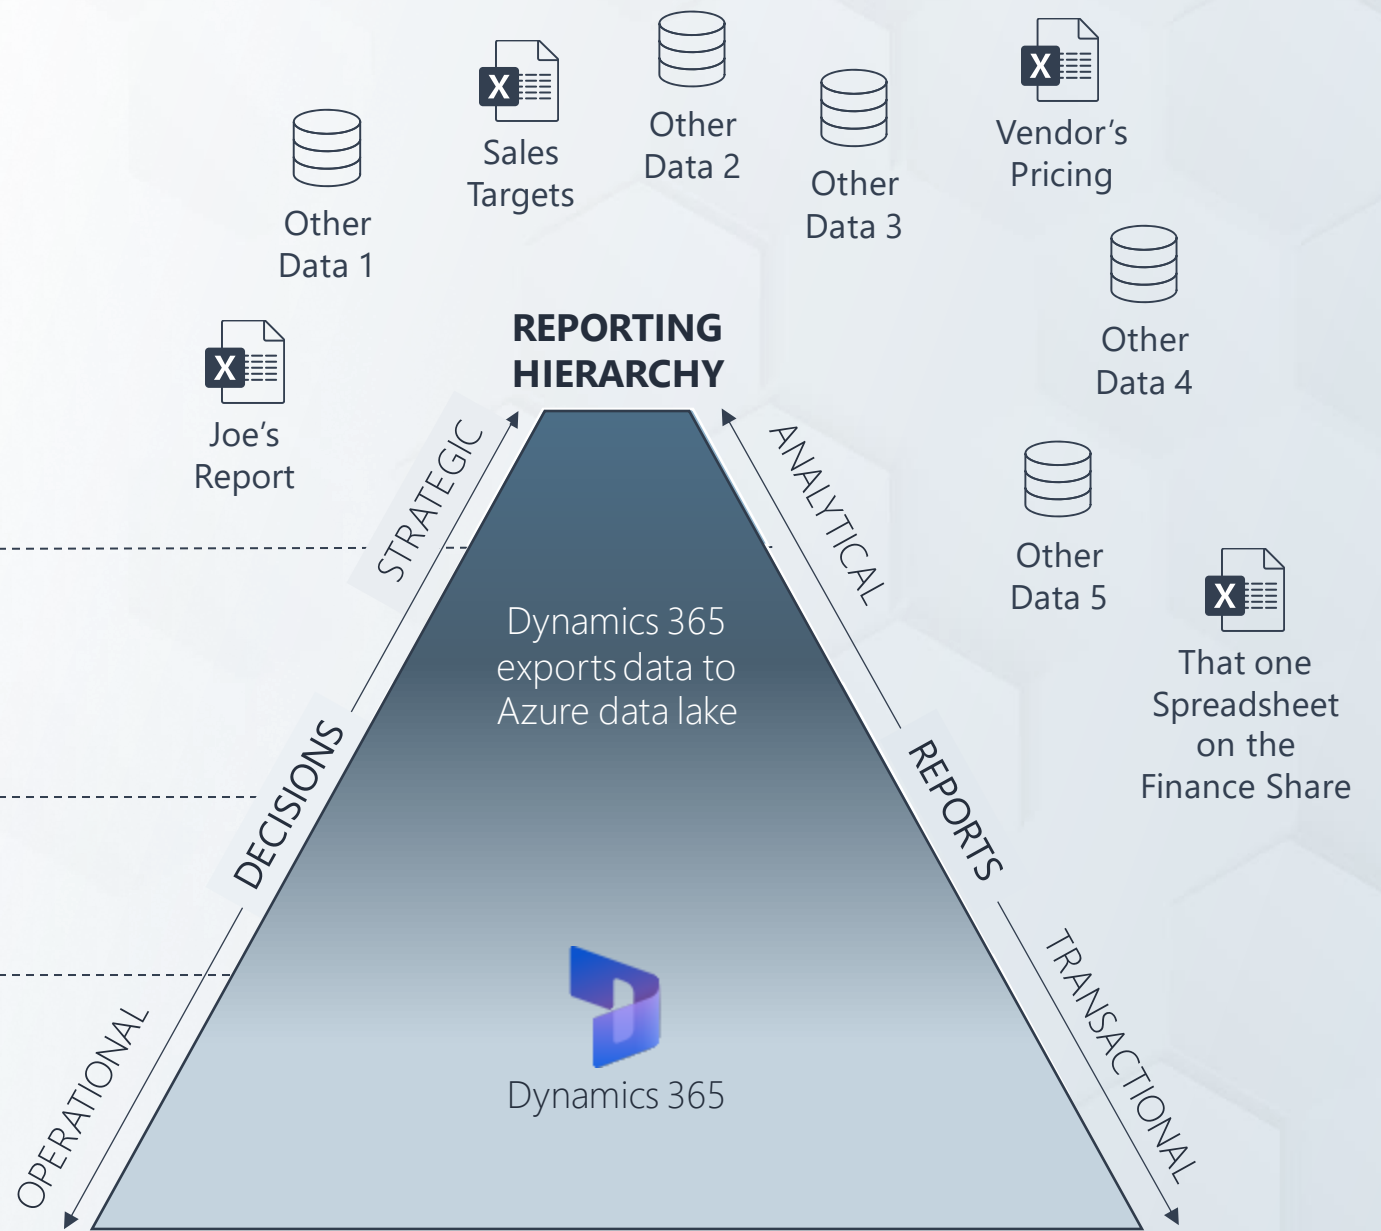 Other
Data 2
Sales
Targets
Other
Data 3
Vendor’s
Pricing
Other
Data 1
REPORTING
HIERARCHY
Other
Data 4
Joe’s
Report
STRATEGIC
ANALYTICAL
Other
Data 5
Dynamics 365
exports data to
Azure data lake
That one
Spreadsheet
on the
Finance Share
DECISIONS
REPORTS
OPERATIONAL
TRANSACTIONAL
Dynamics 365
X
X
X
X